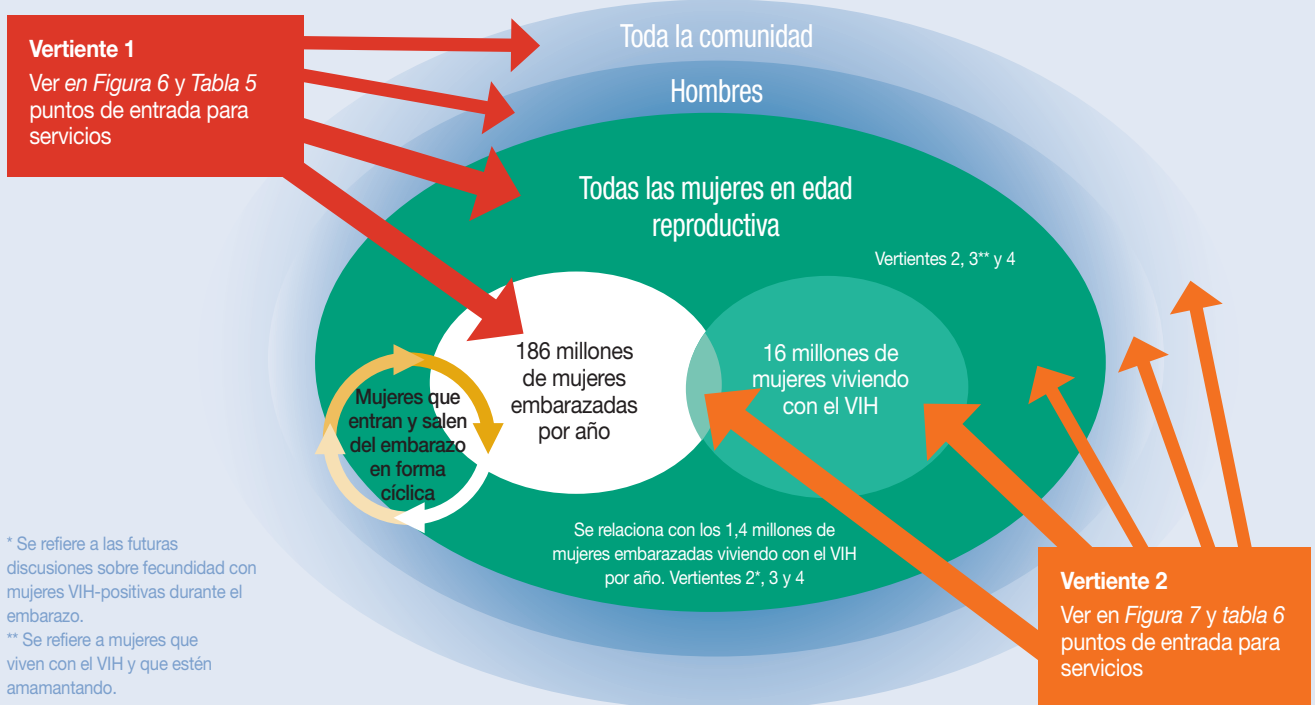 Vertiente 1
Ver en Figura 6 y Tabla 5
puntos de entrada para
servicios
Toda la comunidad
Hombres
Todas las mujeres en edad
reproductiva
Vertientes 2, 3** y 4
186 millones
de mujeres
embarazadas
por año
16 millones de
mujeres viviendo
con el VIH
Mujeres que
entran y salen
del embarazo
en forma
cíclica
Se relaciona con los 1,4 millones de
mujeres embarazadas viviendo con el VIH
por año. Vertientes 2*, 3 y 4
* Se refiere a las futuras
discusiones sobre fecundidad con
mujeres VIH-positivas durante el
embarazo.
** Se refiere a mujeres que
viven con el VIH y que estén
amamantando.
Vertiente 2
Ver en Figura 7 y tabla 6
puntos de entrada para
servicios